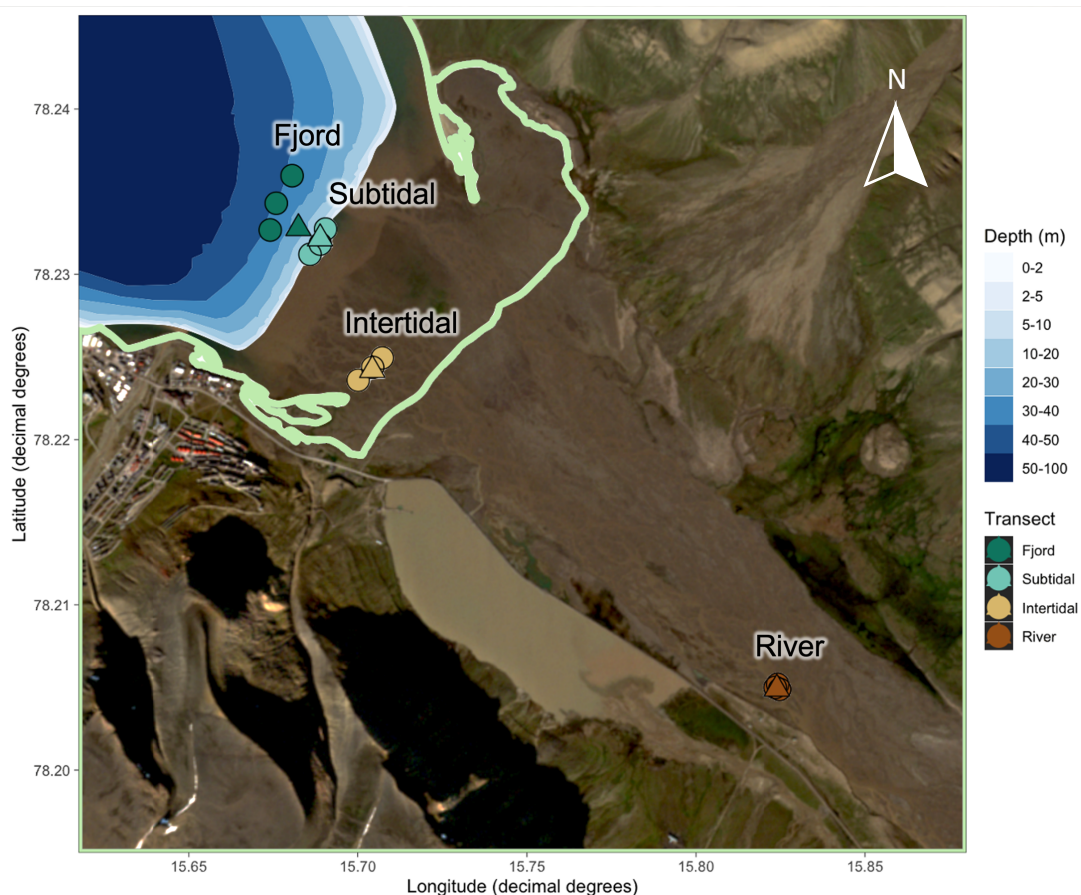 N
78.24
Fjord
Subtidal
78.23
Intertidal
78.22
78.21
River
78.20
Latitude (decimal degrees)
15.65
15.70
15.75
15.80
15.85
Longitude (decimal degrees)
Depth (m)
0-2
2-5
5-10
10-20
20-30
30-40
40-50
50-100
Transect
Fjord
Subtidal
Intertidal
River